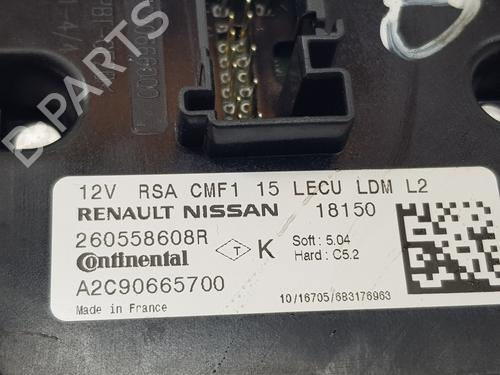 12V RSA CMF1 15 LECU LDM L2
RENAULT NISSAN 18150
260558608R
Continental T K Soft : 5.04
Hard : C5.2
A2C90665700
Made in France 10/16705/683176963
B-PARTS